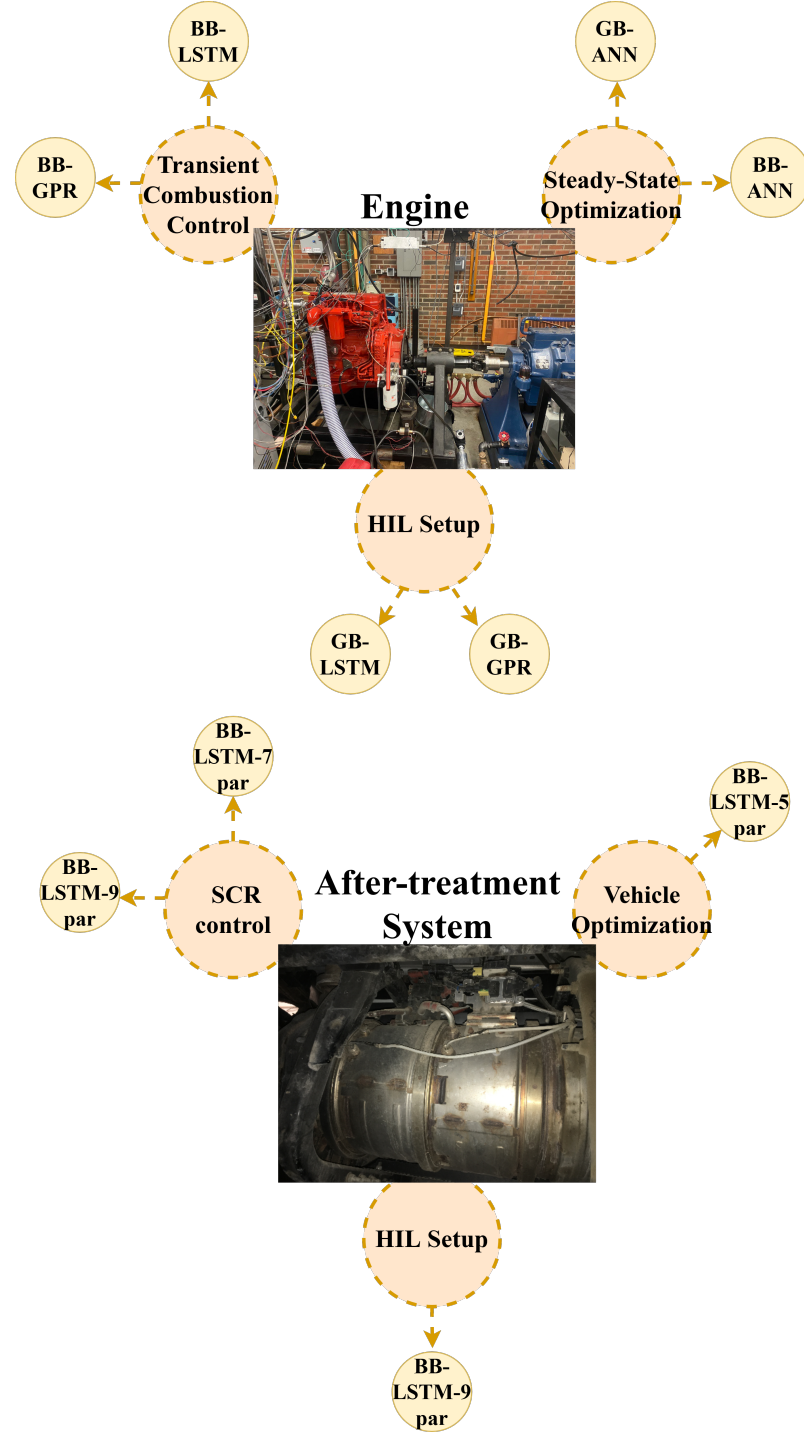 BB-
LSTM
GB-
ANN
BB-
GPR
Transient
Combustion
Control
Steady-State
Optimization
BB-
ANN
Engine
HIL Setup
GB-
LSTM
GB-
GPR
BB-
LSTM-7
par
BB-
LSTM-5
par
BB-
LSTM-9
par
SCR
control
After-treatment
System
Vehicle
Optimization
HIL Setup
BB-
LSTM-9
par